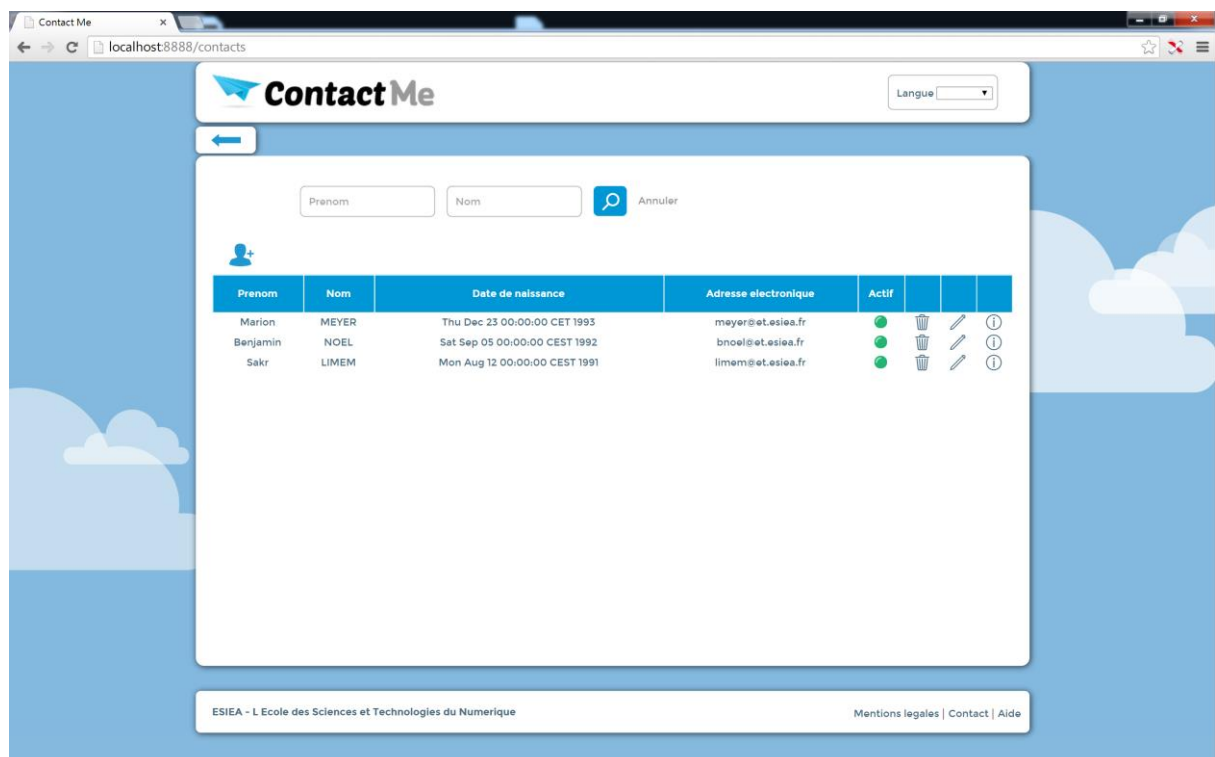 Contact Me
localhost:8888/contacts
Contact Me
Langue
Prenom Nom Annuler
Prenom Nom Date de naissance Adresse electronique Actif
Marion MEYER Thu Dec 23 00:00:00 CET 1993 meyer@et.esiea.fr
Benjamin NOEL Sat Sep 05 00:00:00 CEST 1992 bnoel@et.esiea.fr
Sakr LIMEM Mon Aug 12 00:00:00 CEST 1991 limem@et.esiea.fr
ESIEA - L Ecole des Sciences et Technologies du Numerique
Mentions legales | Contact | Aide